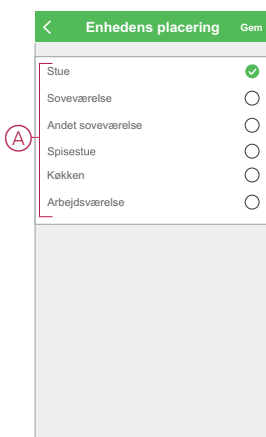 Enhedens placering Gem
Stue
Soveværelse
Andet soveværelse
A
Spisestue
Køkken
Arbejdsværelse